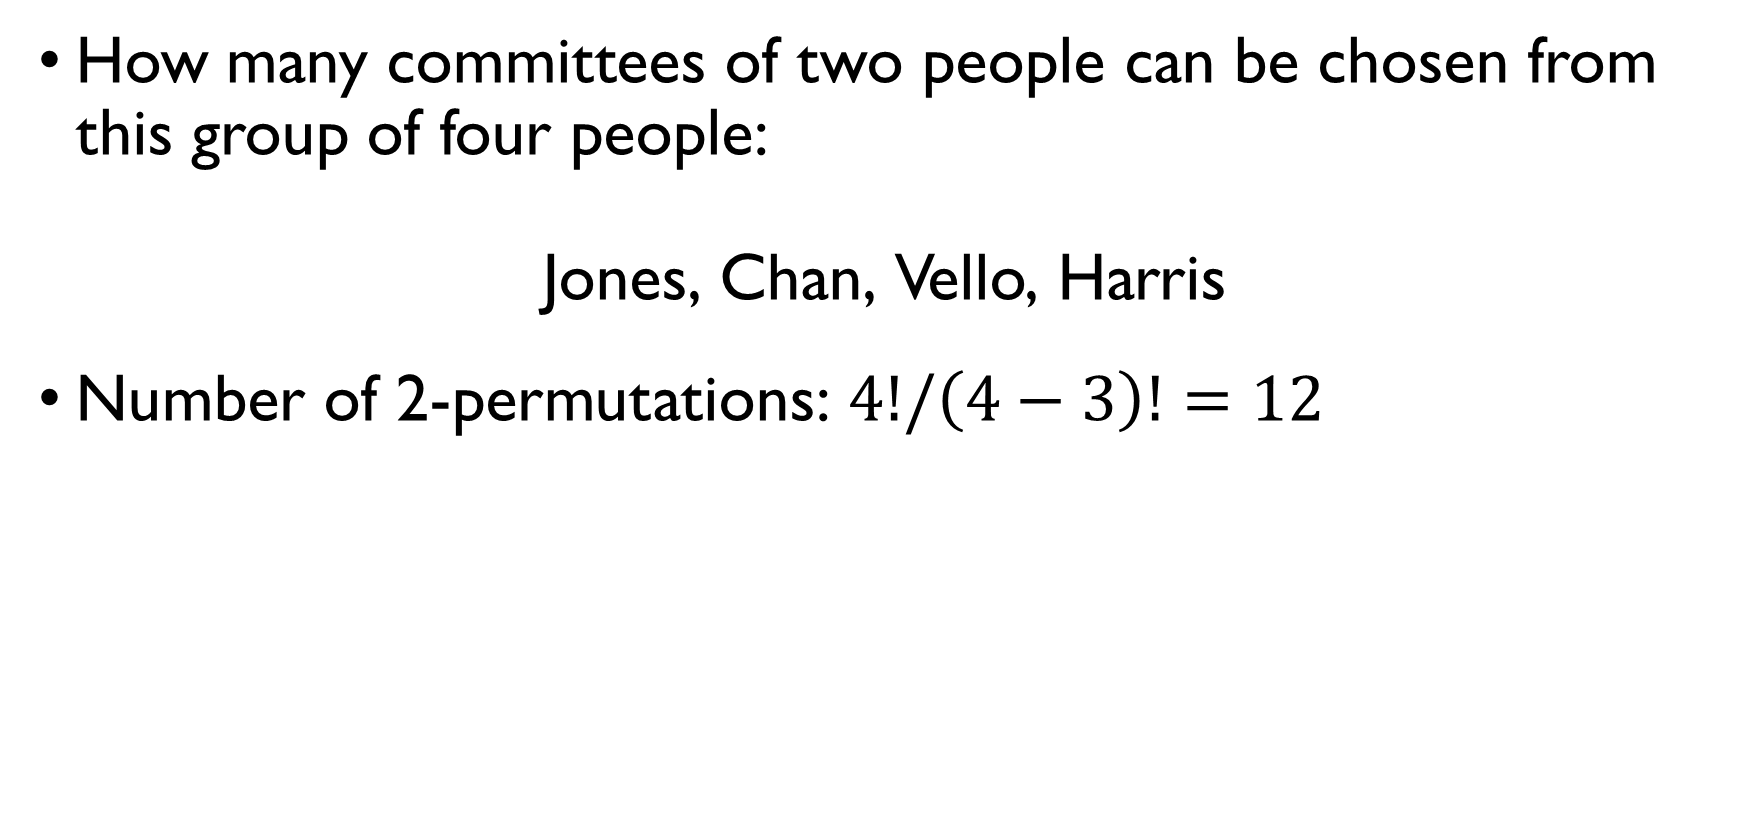 • How many committees of two people can be chosen from
this group of four people:
Jones, Chan, Vello, Harris
• Number of 2-permutations: 4!/(4 − 3)! = 12